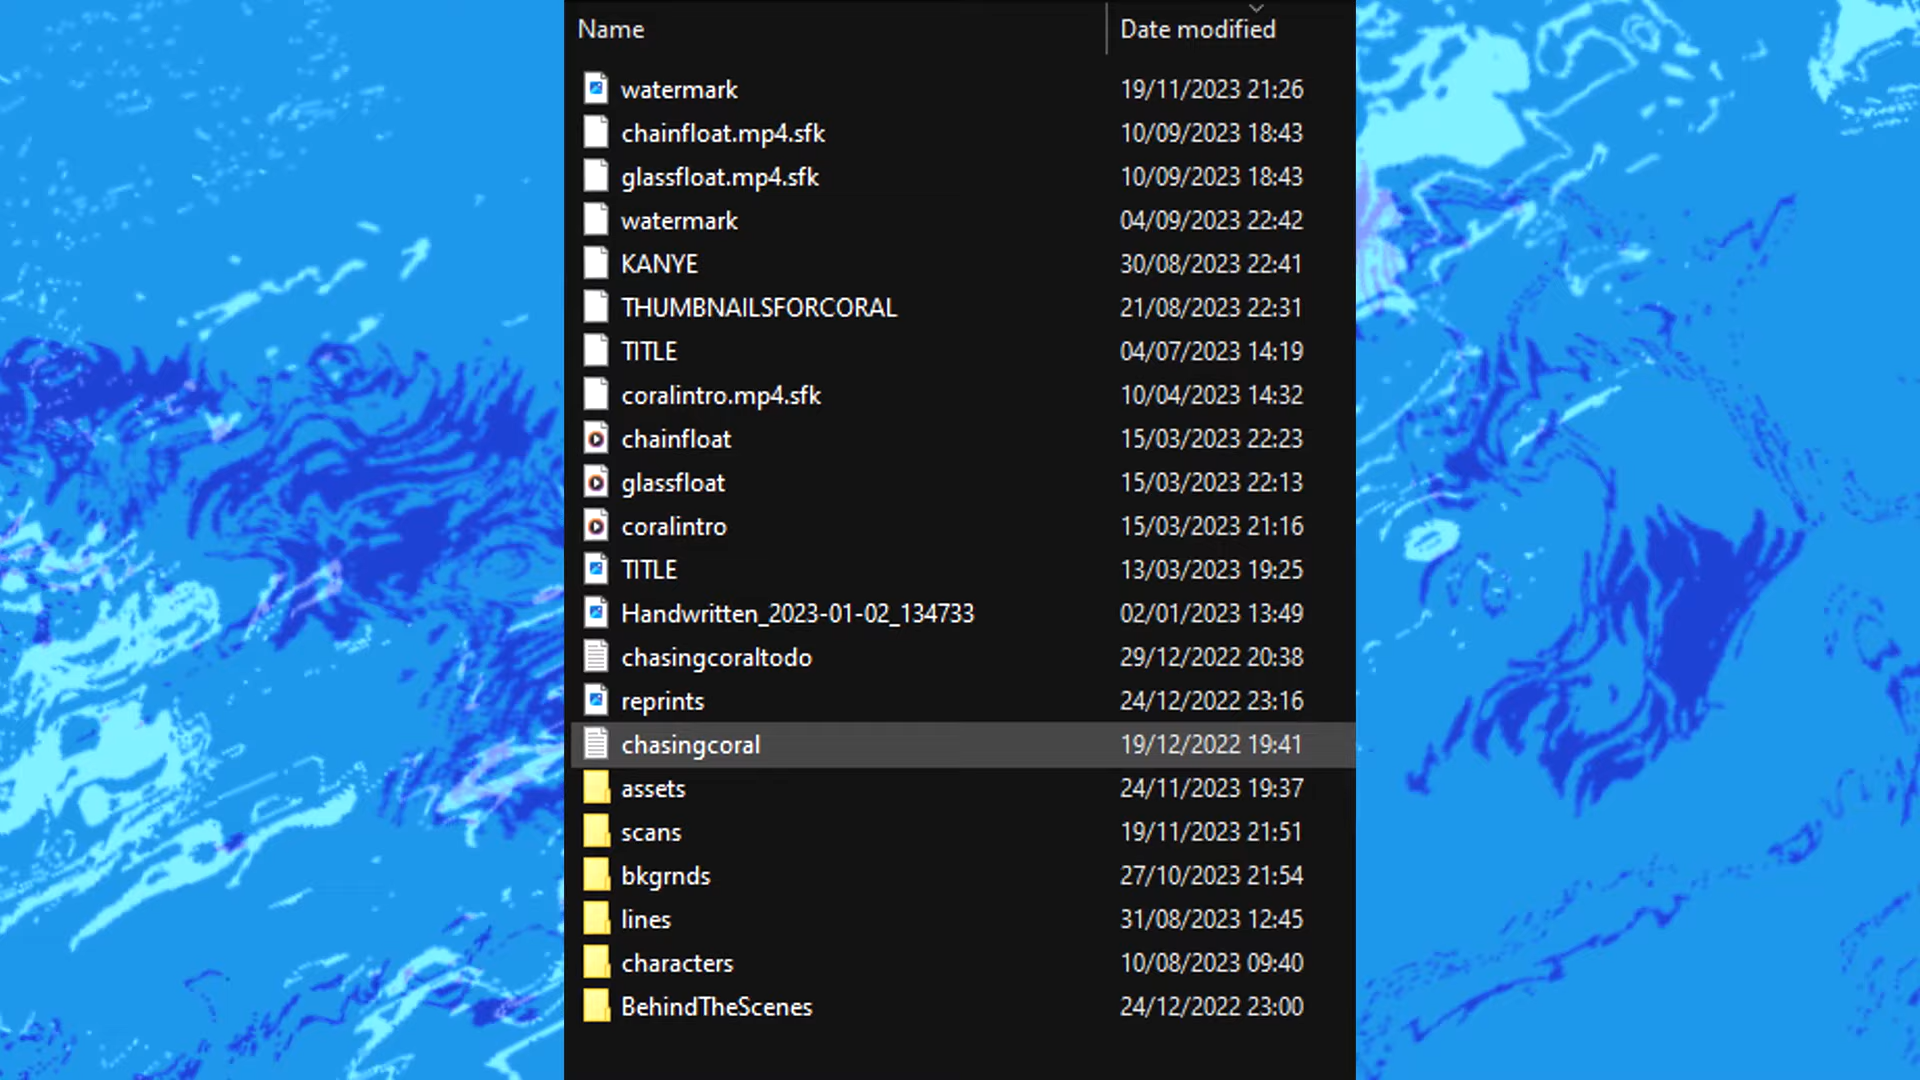 Name Date modified
watermark 19/11/2023 21:26
chainfloat.mp4.sfk 10/09/2023 18:43
glassfloat.mp4.sfk 10/09/2023 18:43
watermark 04/09/2023 22:42
KANYE 30/08/2023 22:41
THUMBNAILSFORCORAL 21/08/2023 22:31
TITLE 04/07/2023 14:19
coralintro.mp4.sfk 10/04/2023 14:32
chainfloat 15/03/2023 22:23
glassfloat 15/03/2023 22:13
coralintro 15/03/2023 21:16
TITLE 13/03/2023 19:25
Handwritten_2023-01-02_134733 02/01/2023 13:49
chasingcoraltodo 29/12/2022 20:38
reprints 24/12/2022 23:16
chasingcoral 19/12/2022 19:41
assets 24/11/2023 19:37
scans 19/11/2023 21:51
bkgrnds 27/10/2023 21:54
lines 31/08/2023 12:45
characters 10/08/2023 09:40
BehindTheScenes 24/12/2022 23:00